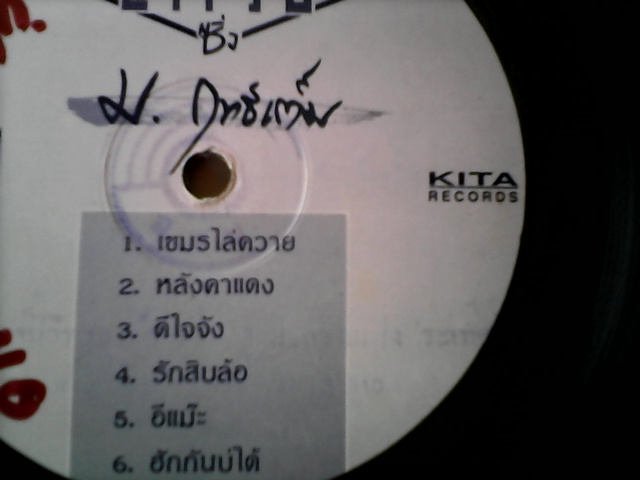 ซิ่ง
ม. ฤทธิเต็ม
KITA
RECORDS
1. เขมรไล่ควาย
2. หลังคาแดง
3. ดีใจจัง
4. รักสิบล้อ
5. อีแม๊ะ
6. ฮักกันบ่ได้